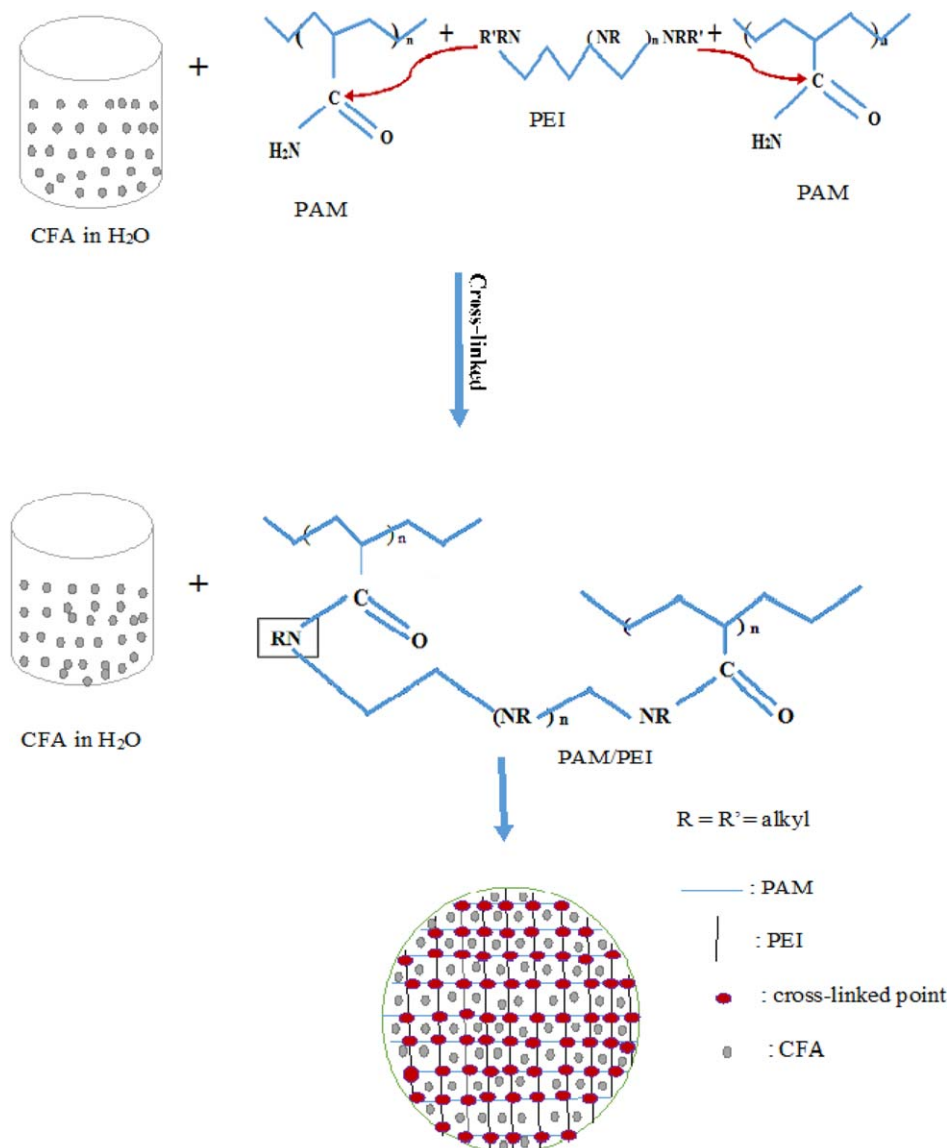 ( )n + R'RN (NR )n NRR' + ( )n
+
C O
H₂N
PAM
PEI
C O
H₂N
PAM
CFA in H₂O
Cross-linked
( )n
+
C
RN O
( )n
C
(NR )n NR O
CFA in H₂O
PAM/PEI
R = R'= alkyl
: PAM
: PEI
: cross-linked point
: CFA